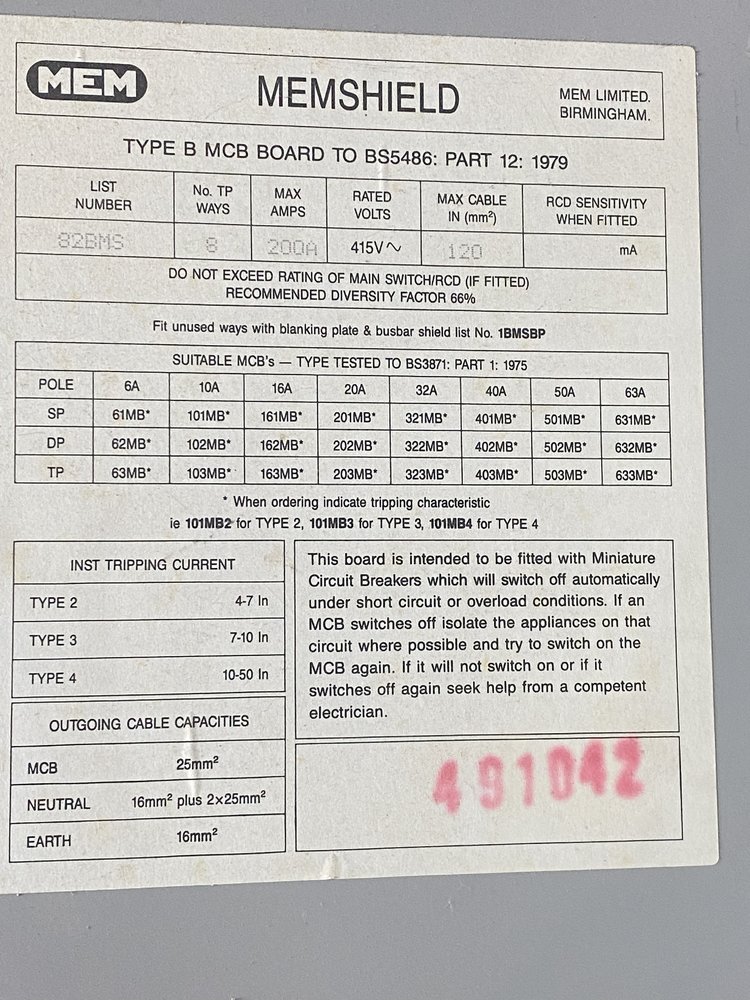 MEM
MEMSHIELD
MEM LIMITED.
BIRMINGHAM.
TYPE B MCB BOARD TO BS5486: PART 12: 1979
LIST NUMBER No. TP WAYS MAX AMPS RATED VOLTS MAX CABLE IN (mm²) RCD SENSITIVITY WHEN FITTED
82BMS 8 200A 415V∿ 120 mA
DO NOT EXCEED RATING OF MAIN SWITCH/RCD (IF FITTED)
RECOMMENDED DIVERSITY FACTOR 66%
Fit unused ways with blanking plate & busbar shield list No. 1BMSBP
SUITABLE MCB's — TYPE TESTED TO BS3871: PART 1: 1975
POLE 6A 10A 16A 20A 32A 40A 50A 63A
SP 61MB* 101MB* 161MB* 201MB* 321MB* 401MB* 501MB* 631MB*
DP 62MB* 102MB* 162MB* 202MB* 322MB* 402MB* 502MB* 632MB*
TP 63MB* 103MB* 163MB* 203MB* 323MB* 403MB* 503MB* 633MB*
* When ordering indicate tripping characteristic
ie 101MB2 for TYPE 2, 101MB3 for TYPE 3, 101MB4 for TYPE 4
INST TRIPPING CURRENT
TYPE 2 4-7 In
TYPE 3 7-10 In
TYPE 4 10-50 In
OUTGOING CABLE CAPACITIES
MCB 25mm²
NEUTRAL 16mm² plus 2x25mm²
EARTH 16mm²
This board is intended to be fitted with Miniature
Circuit Breakers which will switch off automatically
under short circuit or overload conditions. If an
MCB switches off isolate the appliances on that
circuit where possible and try to switch on the
MCB again. If it will not switch on or if it
switches off again seek help from a competent
electrician.
491042